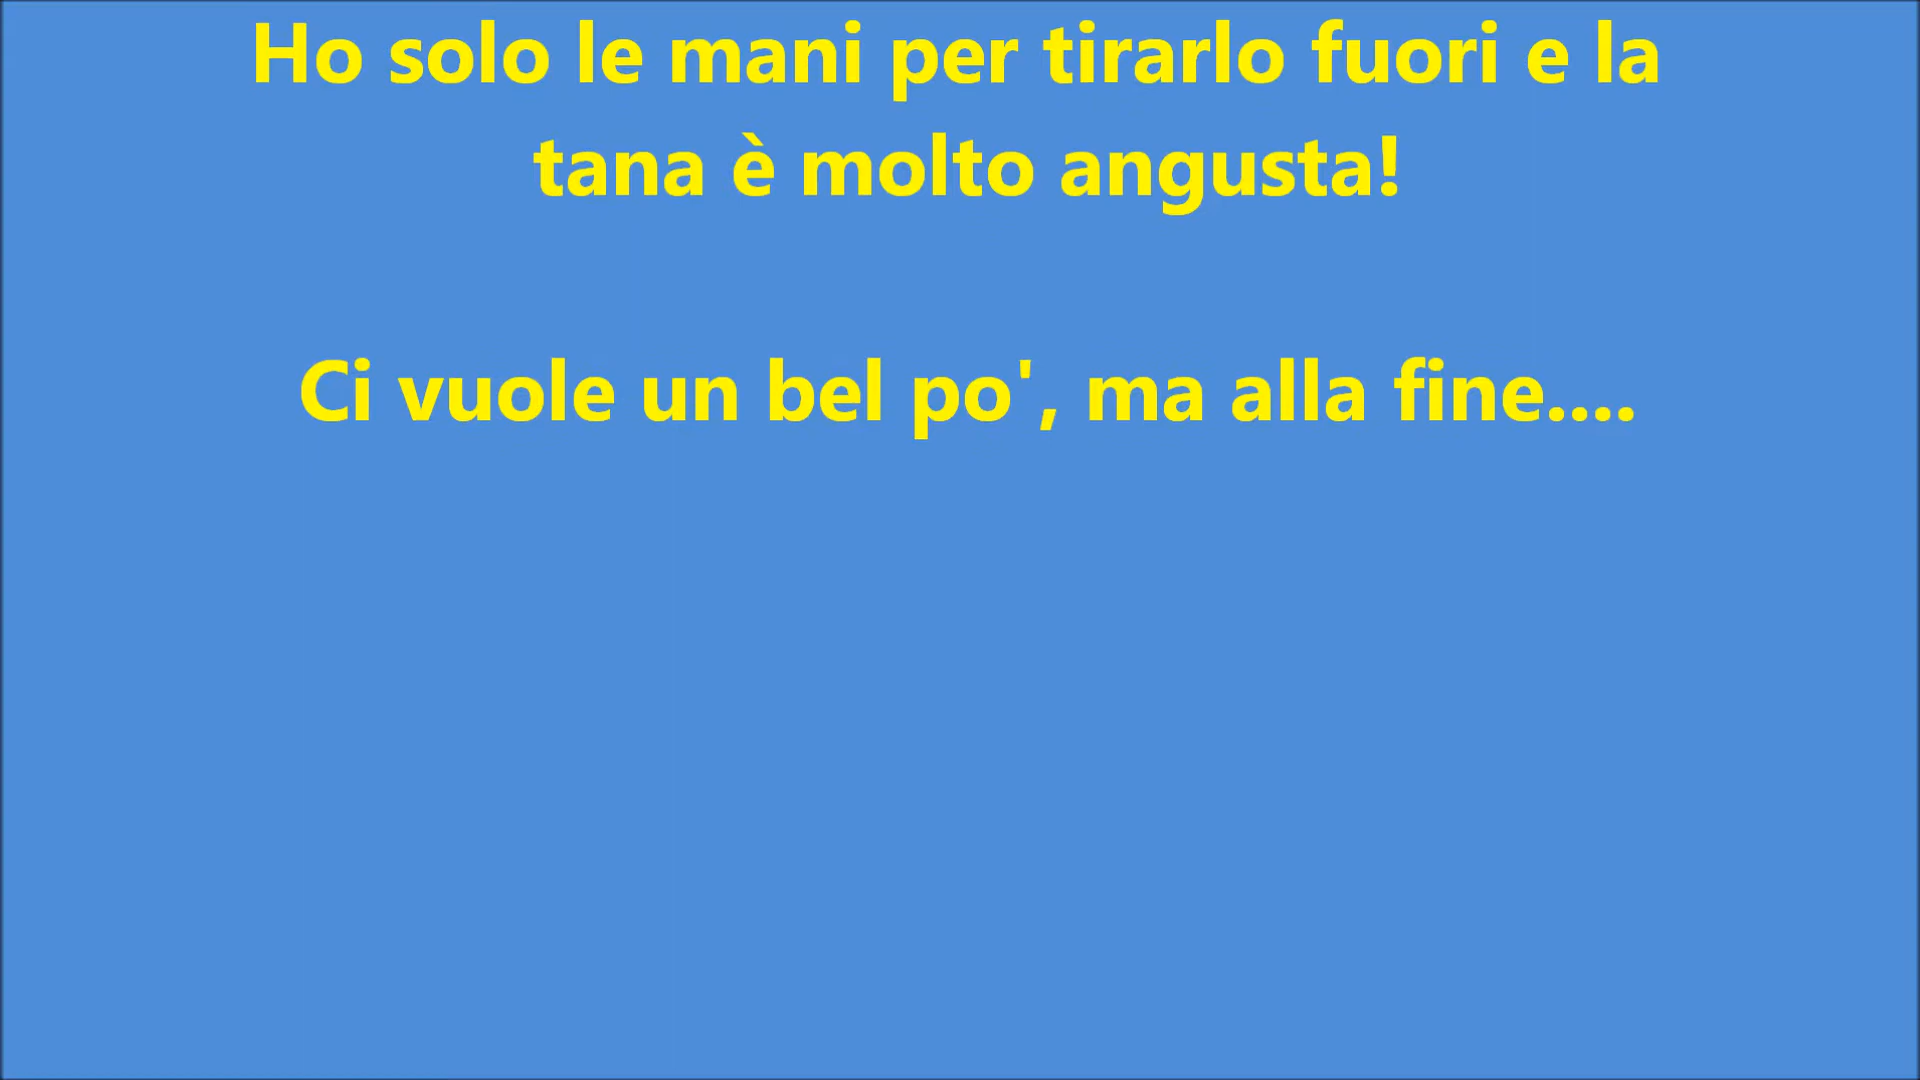 Ho solo le mani per tirarlo fuori e la
tana è molto angusta!
Ci vuole un bel po', ma alla fine....